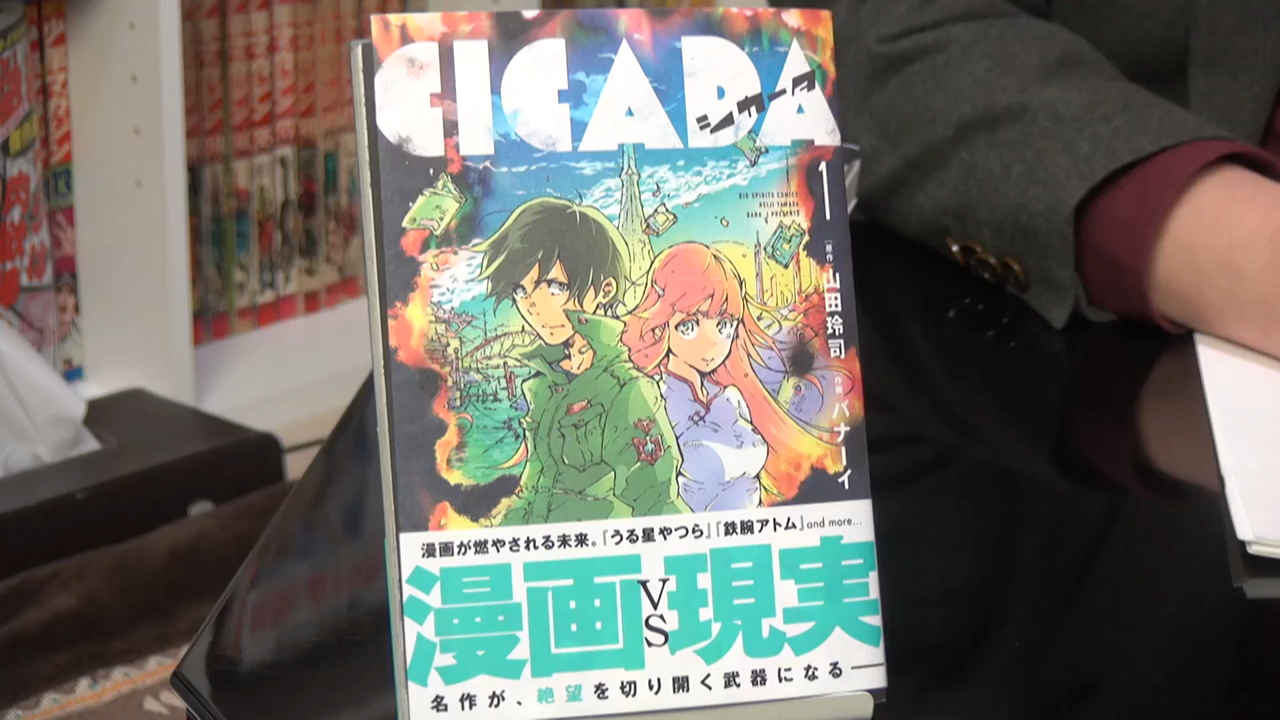 CICADA
シカーダ
1
BIG SPIRITS COMICS
REIJI YAMADA
BANA_I PRESENTS
[原作]山田玲司
[作画]バナーイ
漫画が燃やされる未来。『うる星やつら』『鉄腕アトム』and more...
漫画VS現実
名作が、絶望を切り開く武器になる――